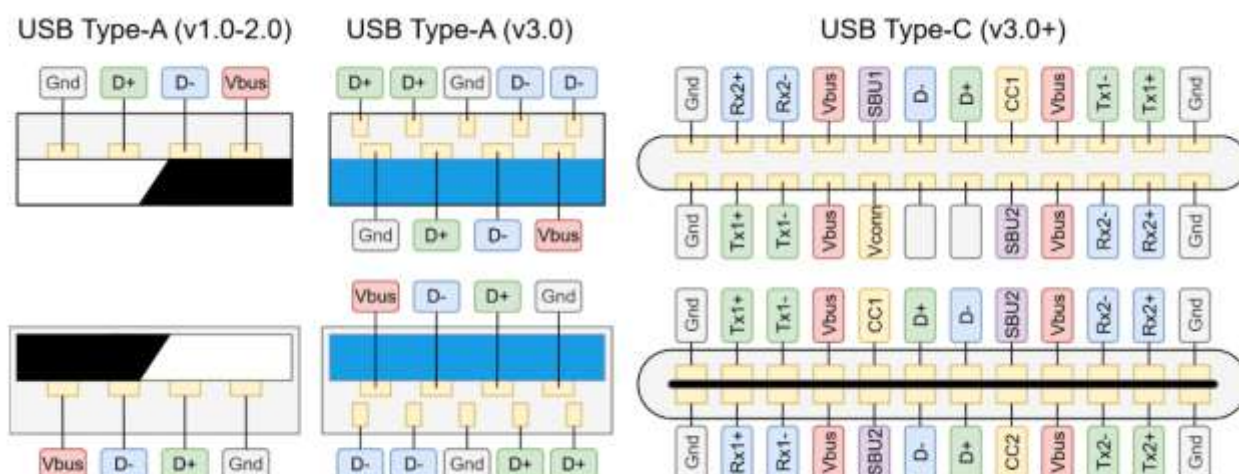 USB Type-A (v1.0-2.0)
Gnd D+ D- Vbus
Vbus D- D+ Gnd
USB Type-A (v3.0)
D+ D+ Gnd D- D-
Gnd D+ D- Vbus
Vbus D- D+ Gnd
D- D- Gnd D+ D+
USB Type-C (v3.0+)
Gnd Rx2+ Rx2- Vbus SBU1 D- D+ CC1 Vbus Tx1- Tx1+ Gnd
Gnd Tx1+ Tx1- Vbus Vconn SBU2 Vbus Rx2- Rx2+ Gnd
Gnd Tx1+ Tx1- Vbus CC1 D+ D- SBU2 Vbus Rx2- Rx2+ Gnd
Gnd Rx1+ Rx1- Vbus SBU2 D- D+ CC2 Vbus Tx2- Tx2+ Gnd